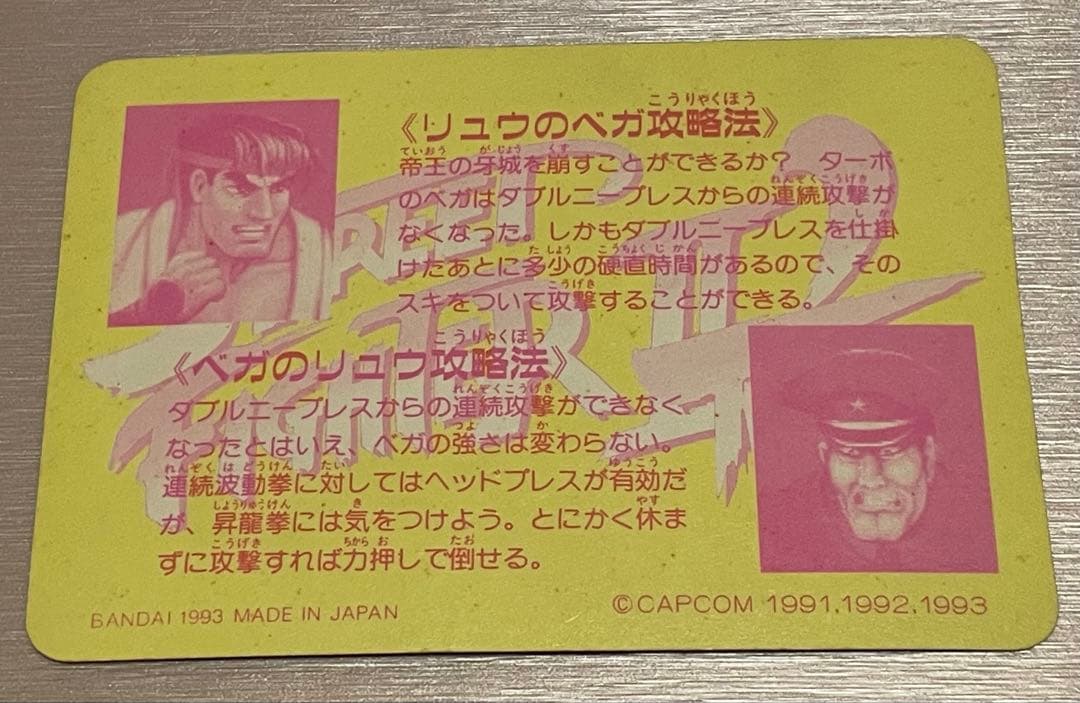 《リュウのベガ攻略法》
帝王の牙城を崩すことができるか？　ターボ
のベガはダブルニープレスからの連続攻撃が
なくなった。しかもダブルニープレスを仕掛
けたあとに多少の硬直時間があるので、その
スキをついて攻撃することができる。
《ベガのリュウ攻略法》
ダブルニープレスからの連続攻撃ができなく
なったとはいえ、ベガの強さは変わらない。
連続波動拳に対してはヘッドプレスが有効だ
が、昇龍拳には気をつけよう。とにかく休ま
ずに攻撃すれば力押しで倒せる。
BANDAI 1993 MADE IN JAPAN
©CAPCOM 1991,1992,1993
STREET
FIGHTER II